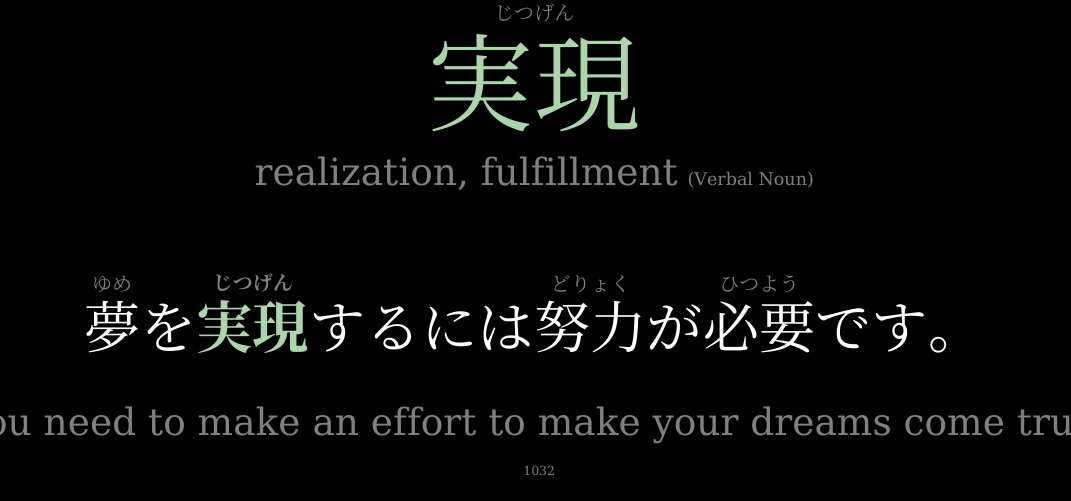 じつげん
実現
realization, fulfillment (Verbal Noun)
ゆめ じつげん どりょく ひつよう
夢を実現するには努力が必要です。
need to make an effort to make your dreams come
1032